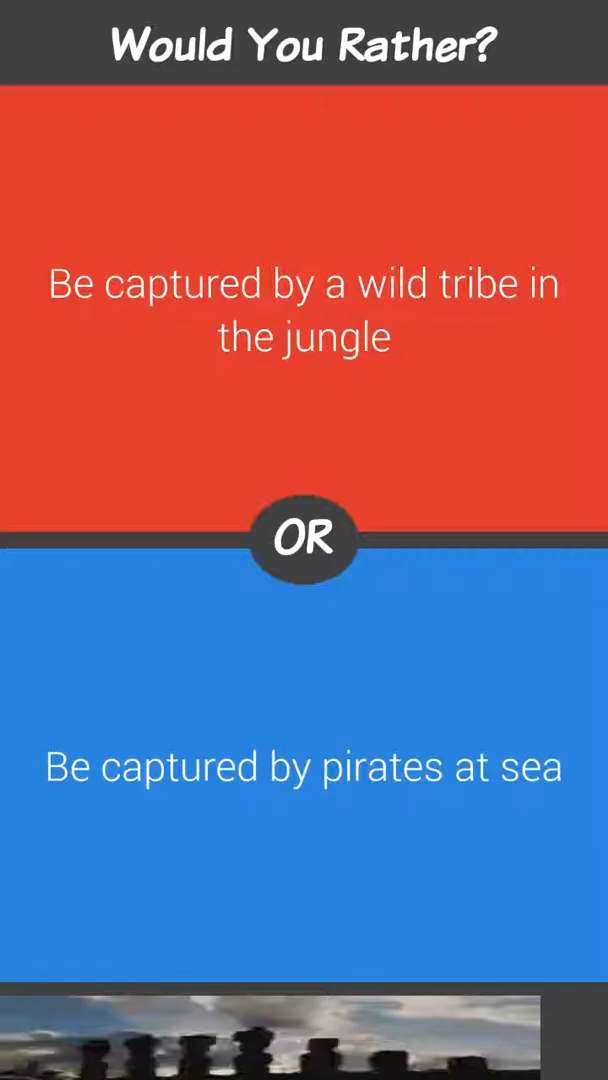 Would You Rather?
Be captured by a wild tribe in
the jungle
OR
Be captured by pirates at sea